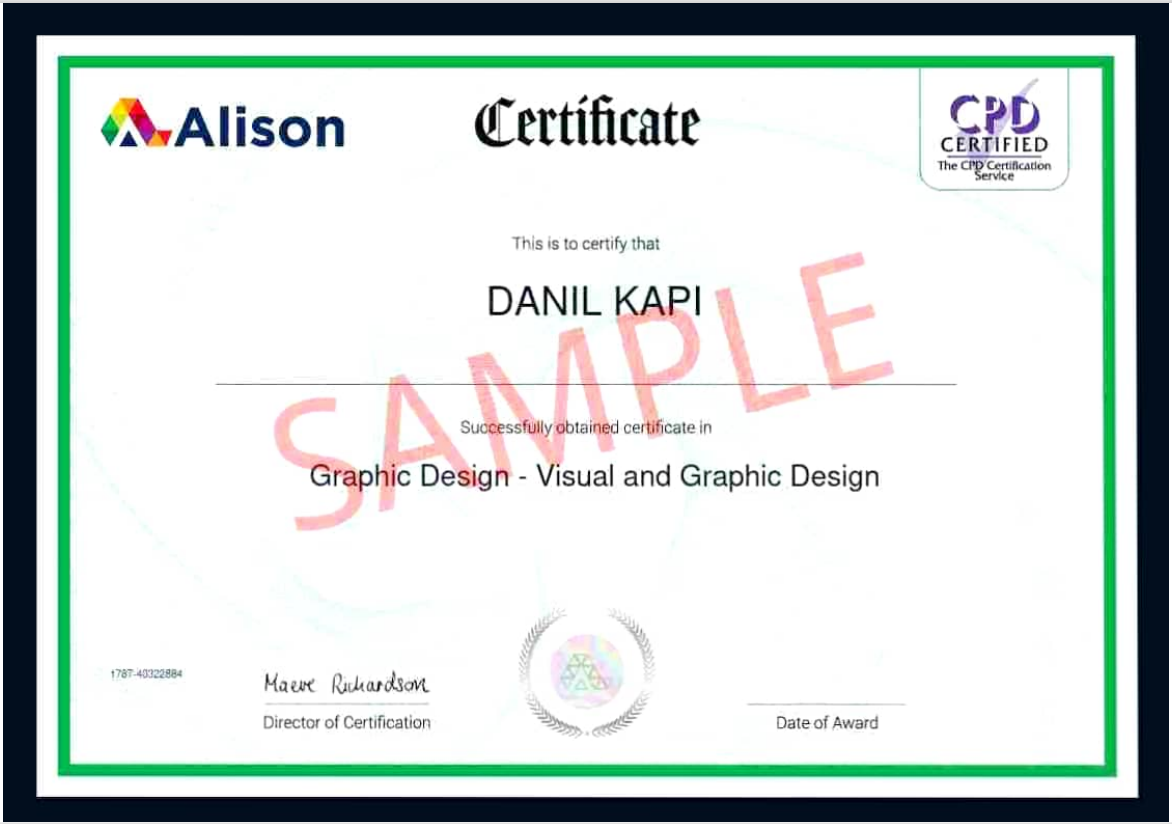 Alison
Certificate
CPD
CERTIFIED
The CPD Certification
Service
This is to certify that
DANIL KAPI
SAMPLE
Successfully obtained certificate in
Graphic Design - Visual and Graphic Design
1787-40322884
Maeve Richardson
Director of Certification
Date of Award